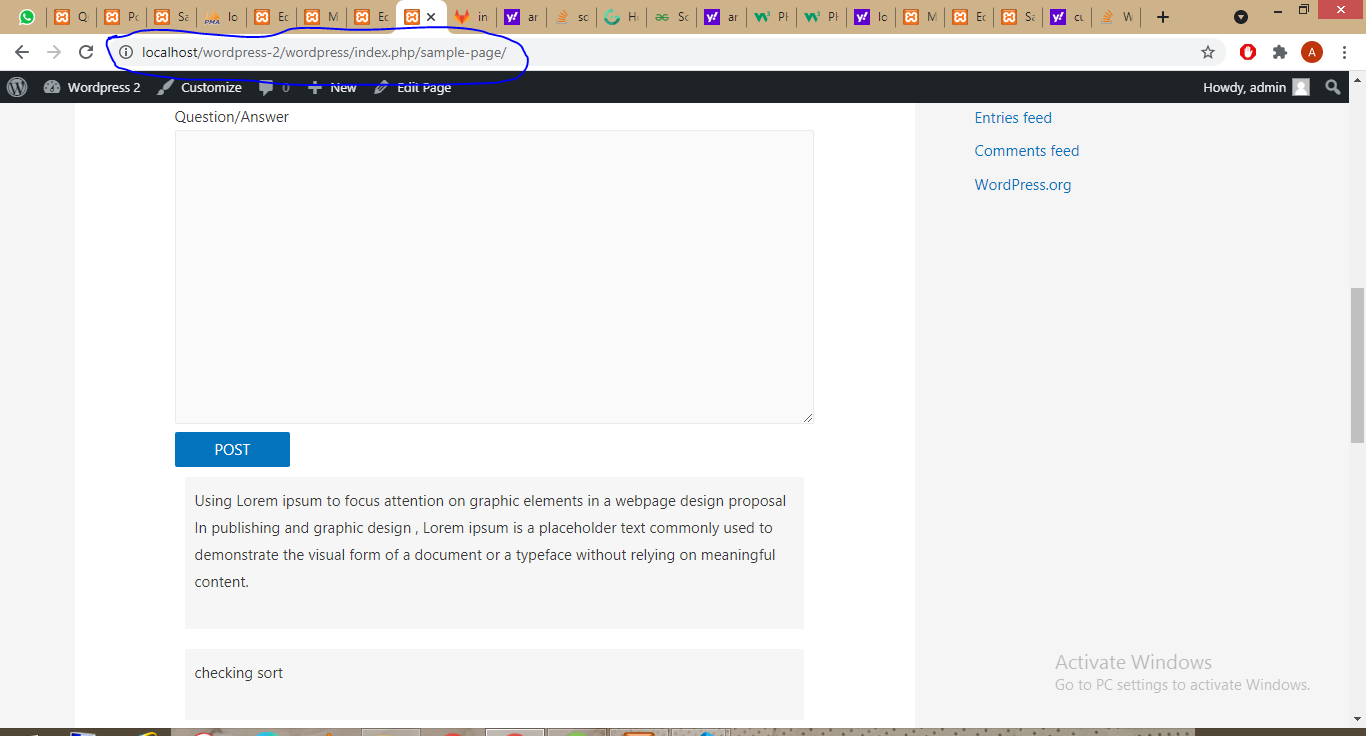 Q
Po
Sa
PMA
lo
Ec
M
Ec
in
y!
ar
sc
He
Sc
y!
ar
Pl
Pl
y!
lo
M
Ec
Sa
y!
cu
W
localhost/wordpress-2/wordpress/index.php/sample-page/
A
Wordpress 2 Customize 0 New Edit Page Howdy, admin
Question/Answer
Entries feed
Comments feed
WordPress.org
POST
Using Lorem ipsum to focus attention on graphic elements in a webpage design proposal
In publishing and graphic design , Lorem ipsum is a placeholder text commonly used to
demonstrate the visual form of a document or a typeface without relying on meaningful
content.
checking sort
Activate Windows
Go to PC settings to activate Windows.